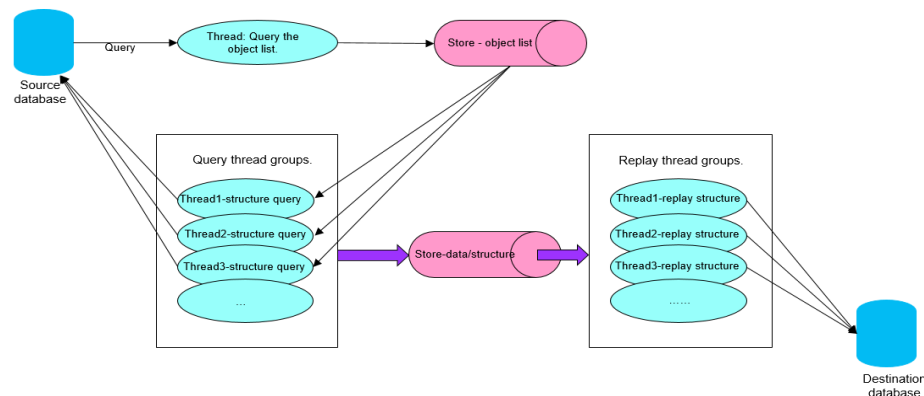 Thread: Query the
object list.
Store - object list
Query
Source
database
Query thread groups.
Replay thread groups.
Thread1-structure query
Thread2-structure query
Thread3-structure query
...
Store-data/structure
Thread1-replay structure
Thread2-replay structure
Thread3-replay structure
......
Destination
database